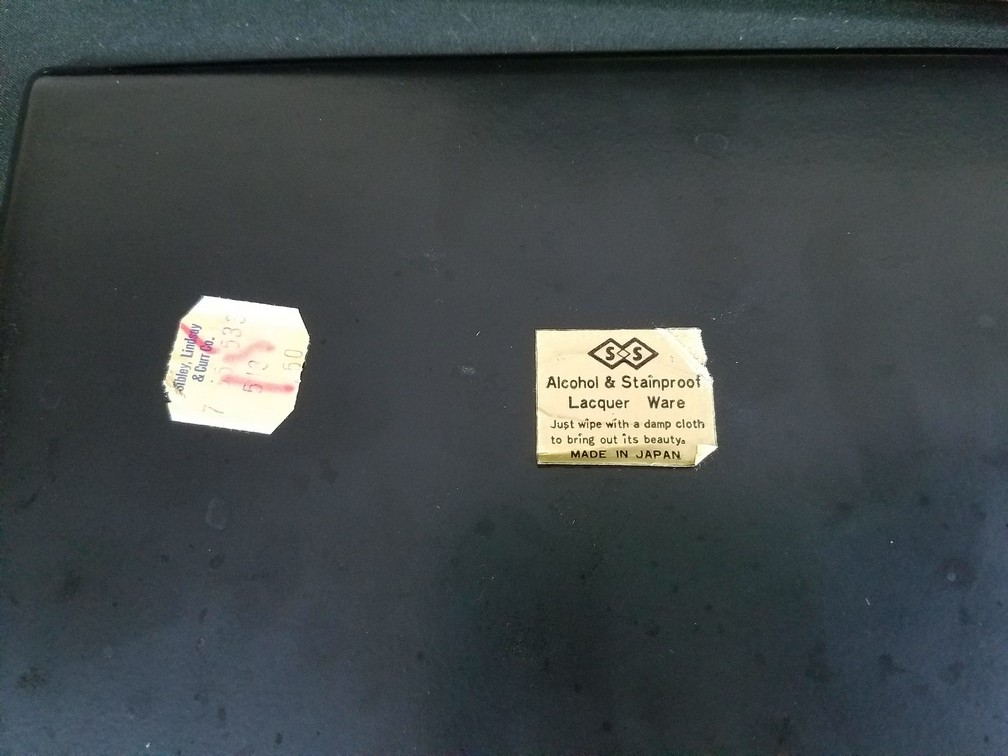 Lindsay
& Curr Co.
7
50
S S
Alcohol & Stainproof
Lacquer Ware
Just wipe with a damp cloth
to bring out its beauty.
MADE IN JAPAN